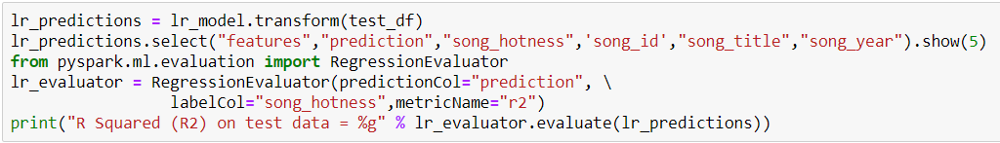 lr_predictions = lr_model.transform(test_df)
lr_predictions.select("features","prediction","song_hotness",'song_id',"song_title","song_year").show(5)
from pyspark.ml.evaluation import RegressionEvaluator
lr_evaluator = RegressionEvaluator(predictionCol="prediction", \
                 labelCol="song_hotness",metricName="r2")
print("R Squared (R2) on test data = %g" % lr_evaluator.evaluate(lr_predictions))